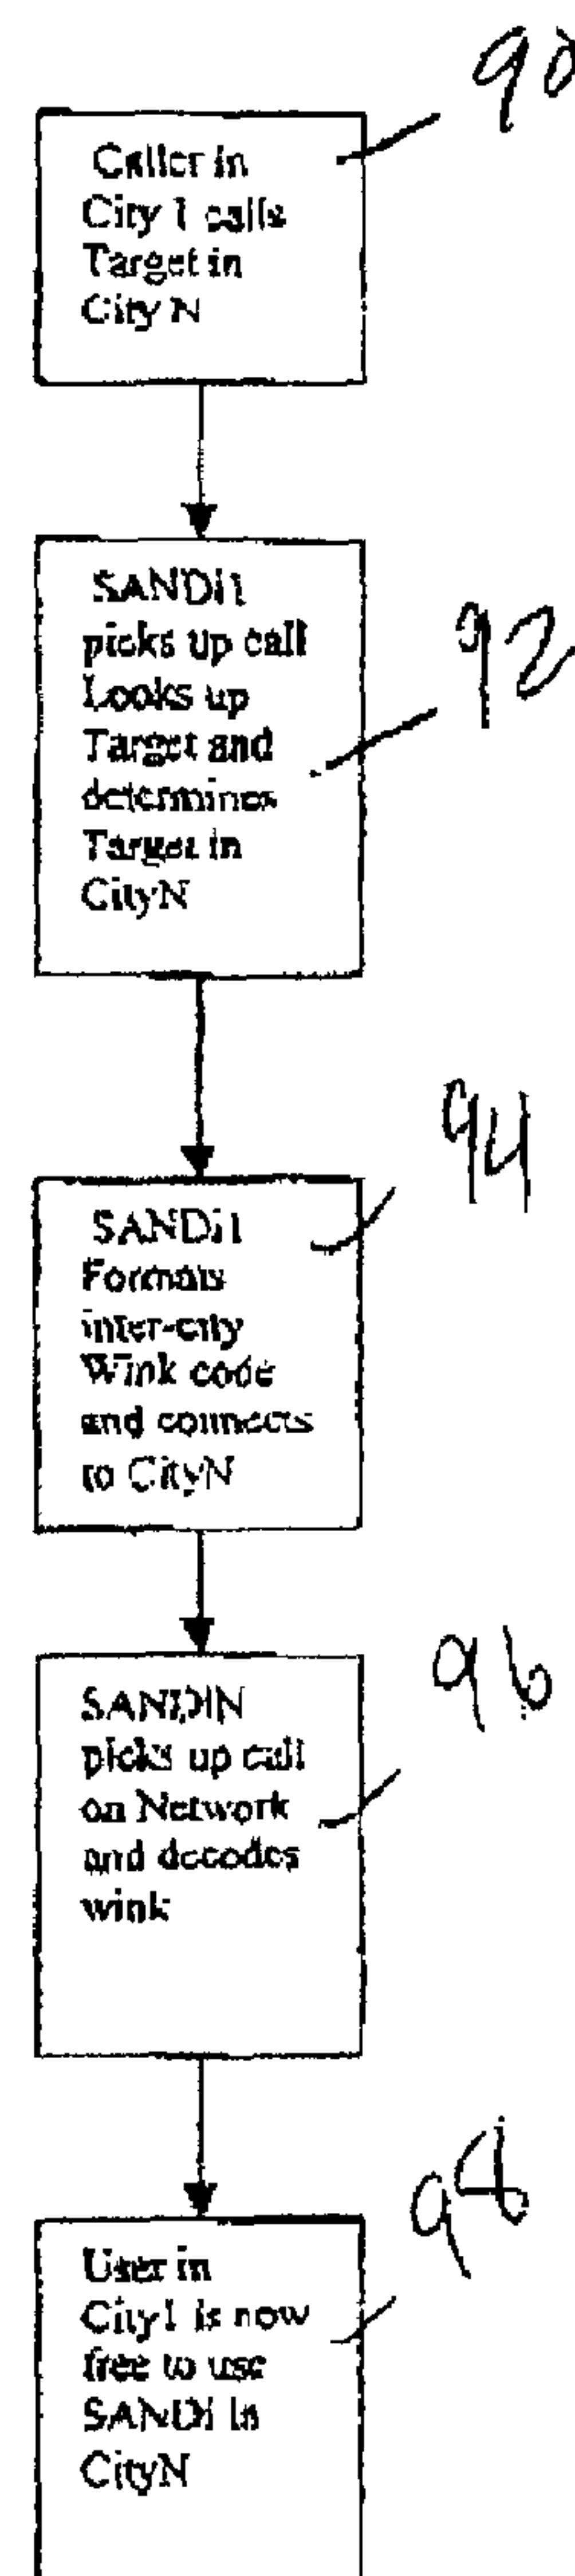 90
Caller in
City 1 calls
Target in
City N
92
SANDi1
picks up call
Looks up
Target and
determines
Target in
CityN
94
SANDi1
Formats
inter-city
Wink code
and connects
to CityN
96
SANDiN
picks up call
on Network
and decodes
wink
98
User in
City1 is now
free to use
SANDi in
CityN